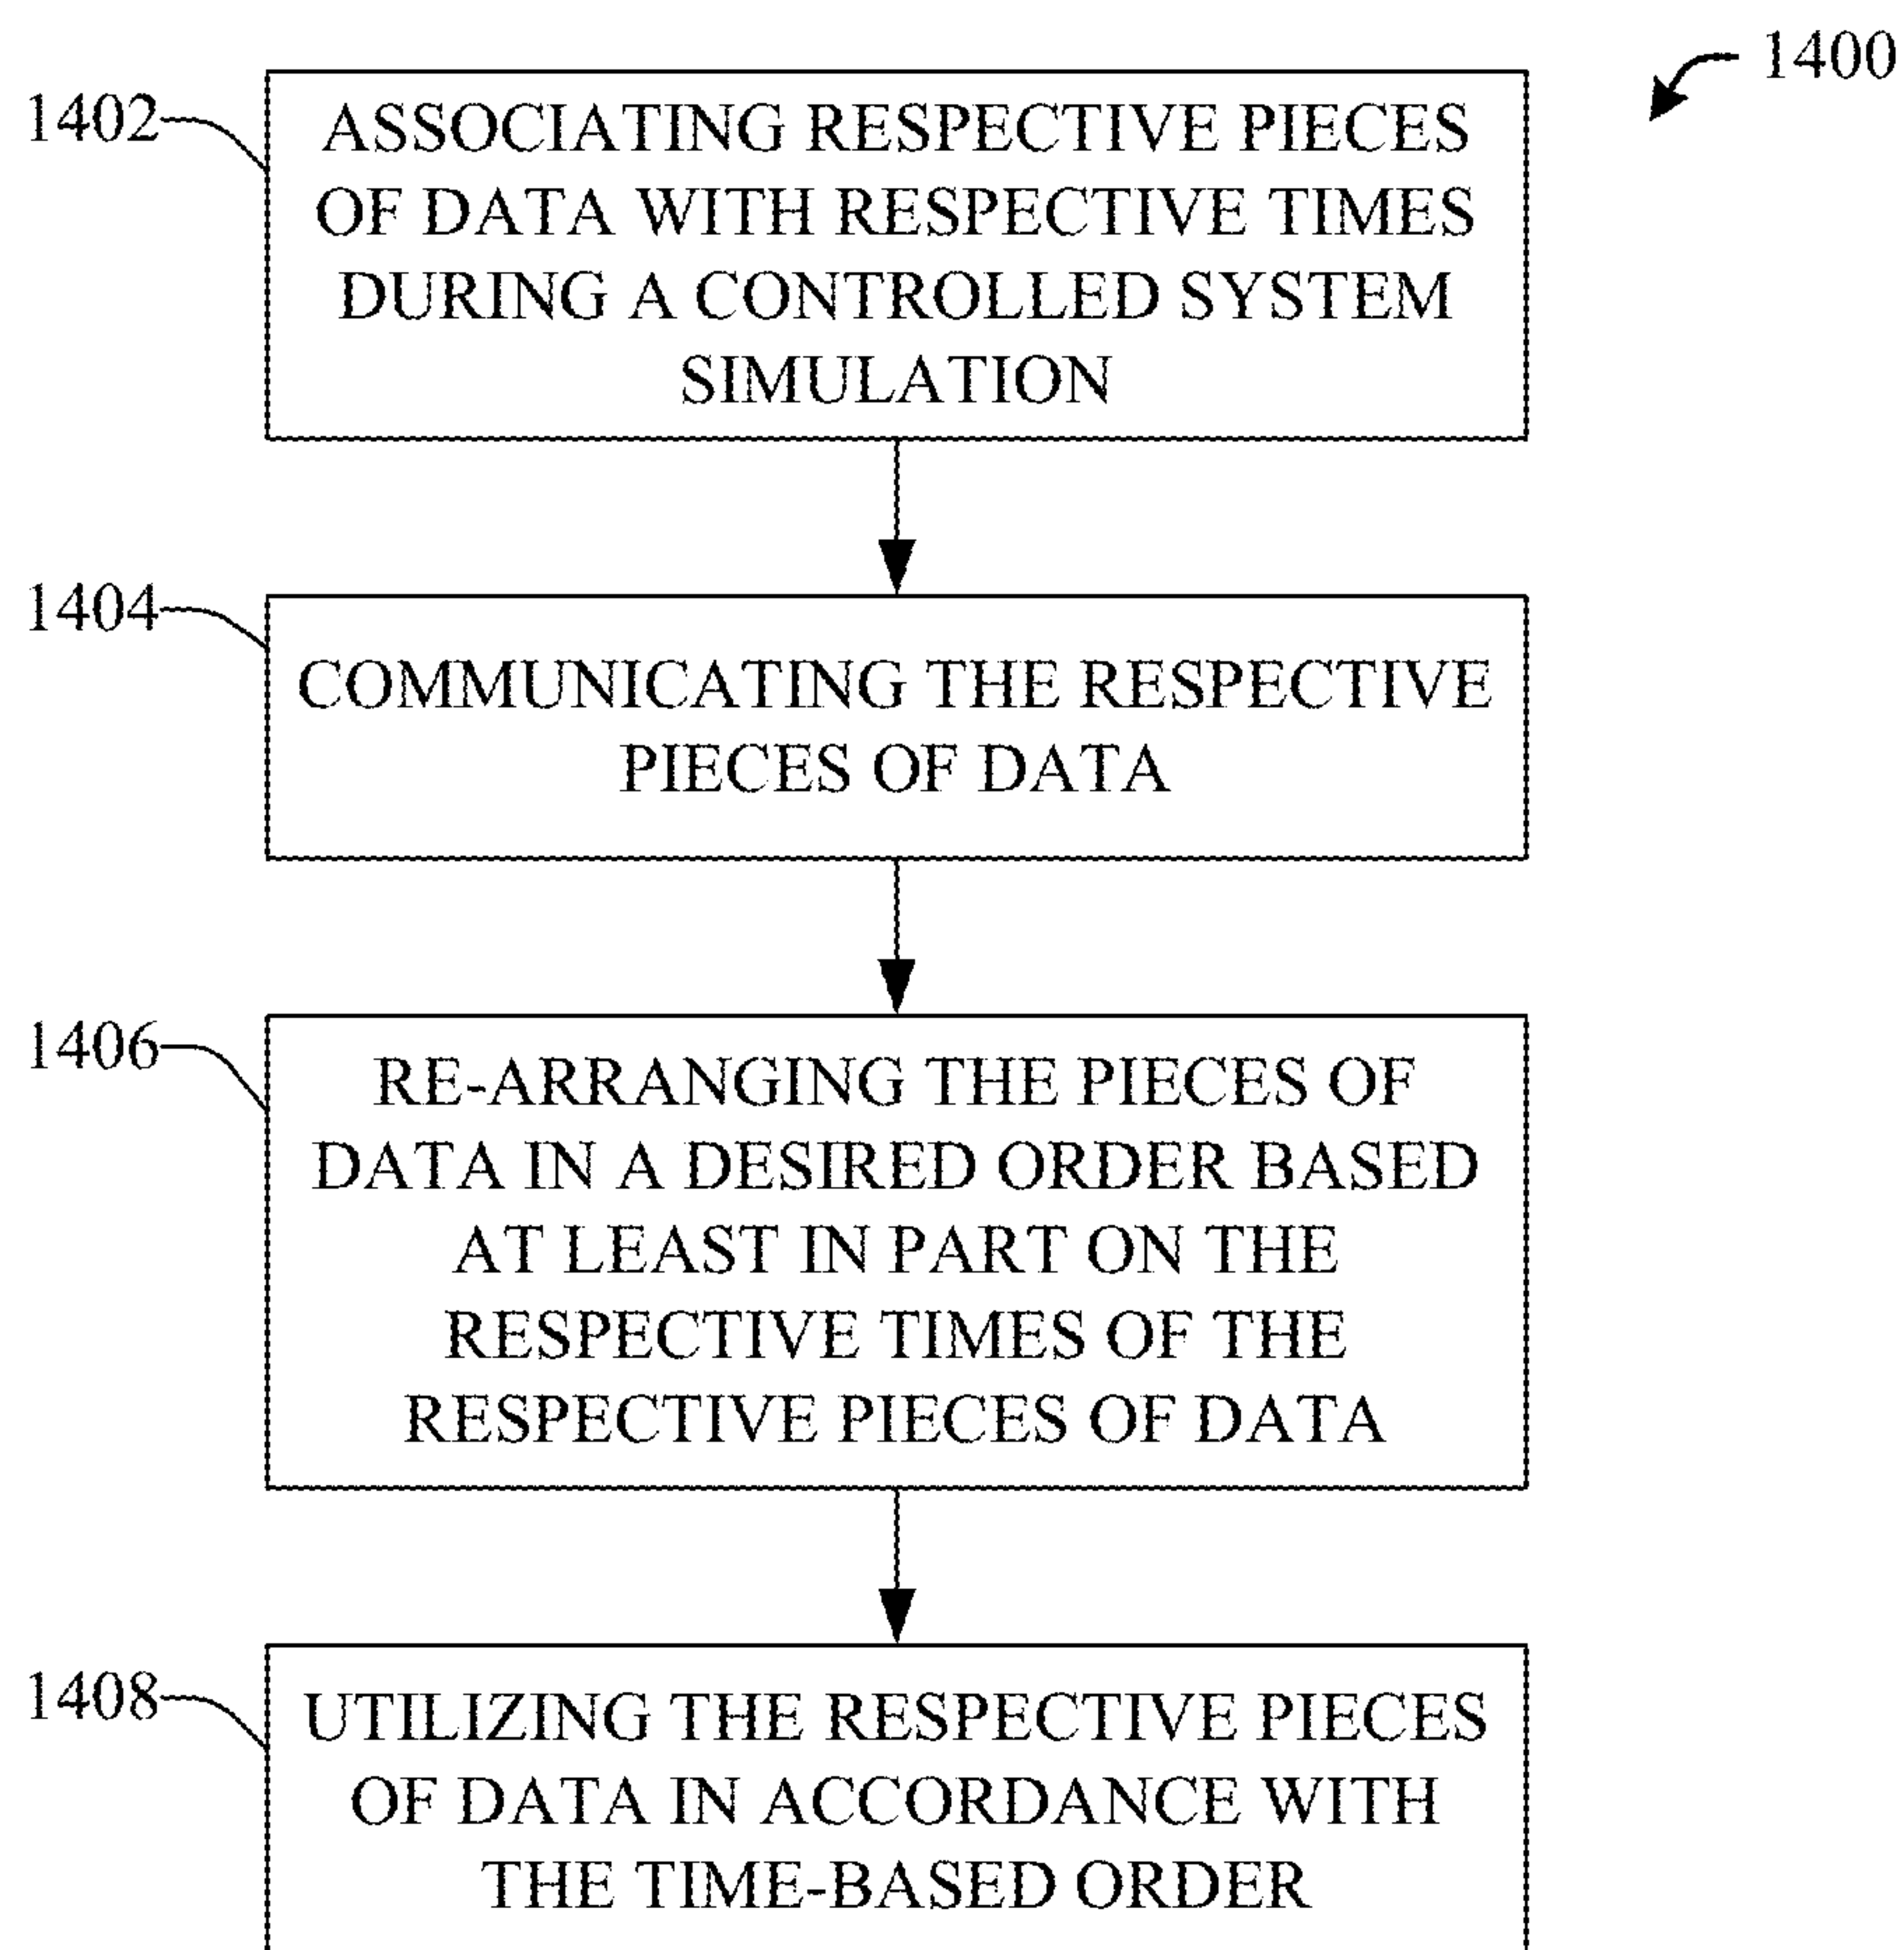 1400
1402
ASSOCIATING RESPECTIVE PIECES
OF DATA WITH RESPECTIVE TIMES
DURING A CONTROLLED SYSTEM
SIMULATION
1404
COMMUNICATING THE RESPECTIVE
PIECES OF DATA
1406
RE-ARRANGING THE PIECES OF
DATA IN A DESIRED ORDER BASED
AT LEAST IN PART ON THE
RESPECTIVE TIMES OF THE
RESPECTIVE PIECES OF DATA
1408
UTILIZING THE RESPECTIVE PIECES
OF DATA IN ACCORDANCE WITH
THE TIME-BASED ORDER